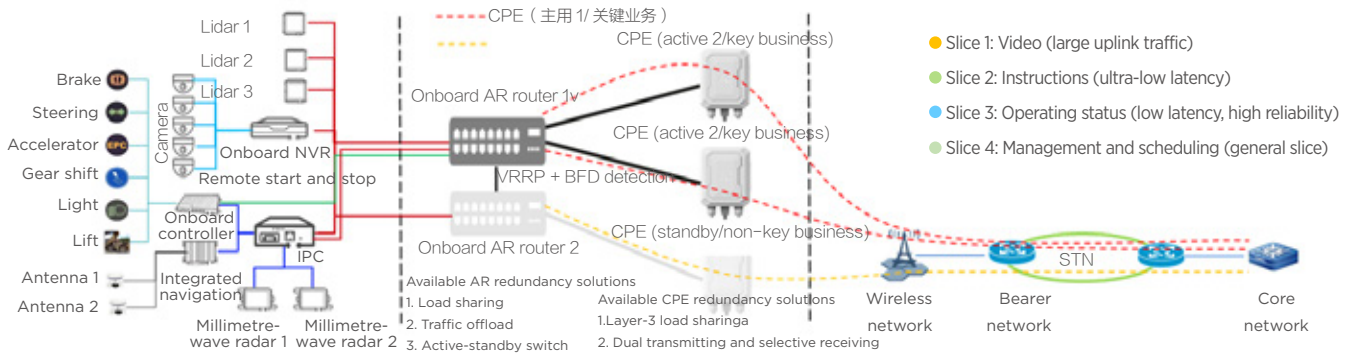 Lidar 1
Lidar 2
Lidar 3
Brake
Steering
Accelerator
Gear shift
Light
Lift
Antenna 1
Antenna 2
Camera
EPC
Onboard NVR
Remote start and stop
Onboard
controller
Integrated
navigation
IPC
Millimetre-
wave radar 1
Millimetre-
wave radar 2
CPE（主用 1/ 关键业务）
CPE (active 2/key business)
Onboard AR router 1v
CPE (active 2/key business)
VRRP + BFD detection
CPE (standby/non-key business)
Onboard AR router 2
Available AR redundancy solutions
1. Load sharing
2. Traffic offload
3. Active-standby switch
Available CPE redundancy solutions
1.Layer-3 load sharinga
2. Dual transmitting and selective receiving
Slice 1: Video (large uplink traffic)
Slice 2: Instructions (ultra-low latency)
Slice 3: Operating status (low latency, high reliability)
Slice 4: Management and scheduling (general slice)
STN
Wireless
network
Bearer
network
Core
network